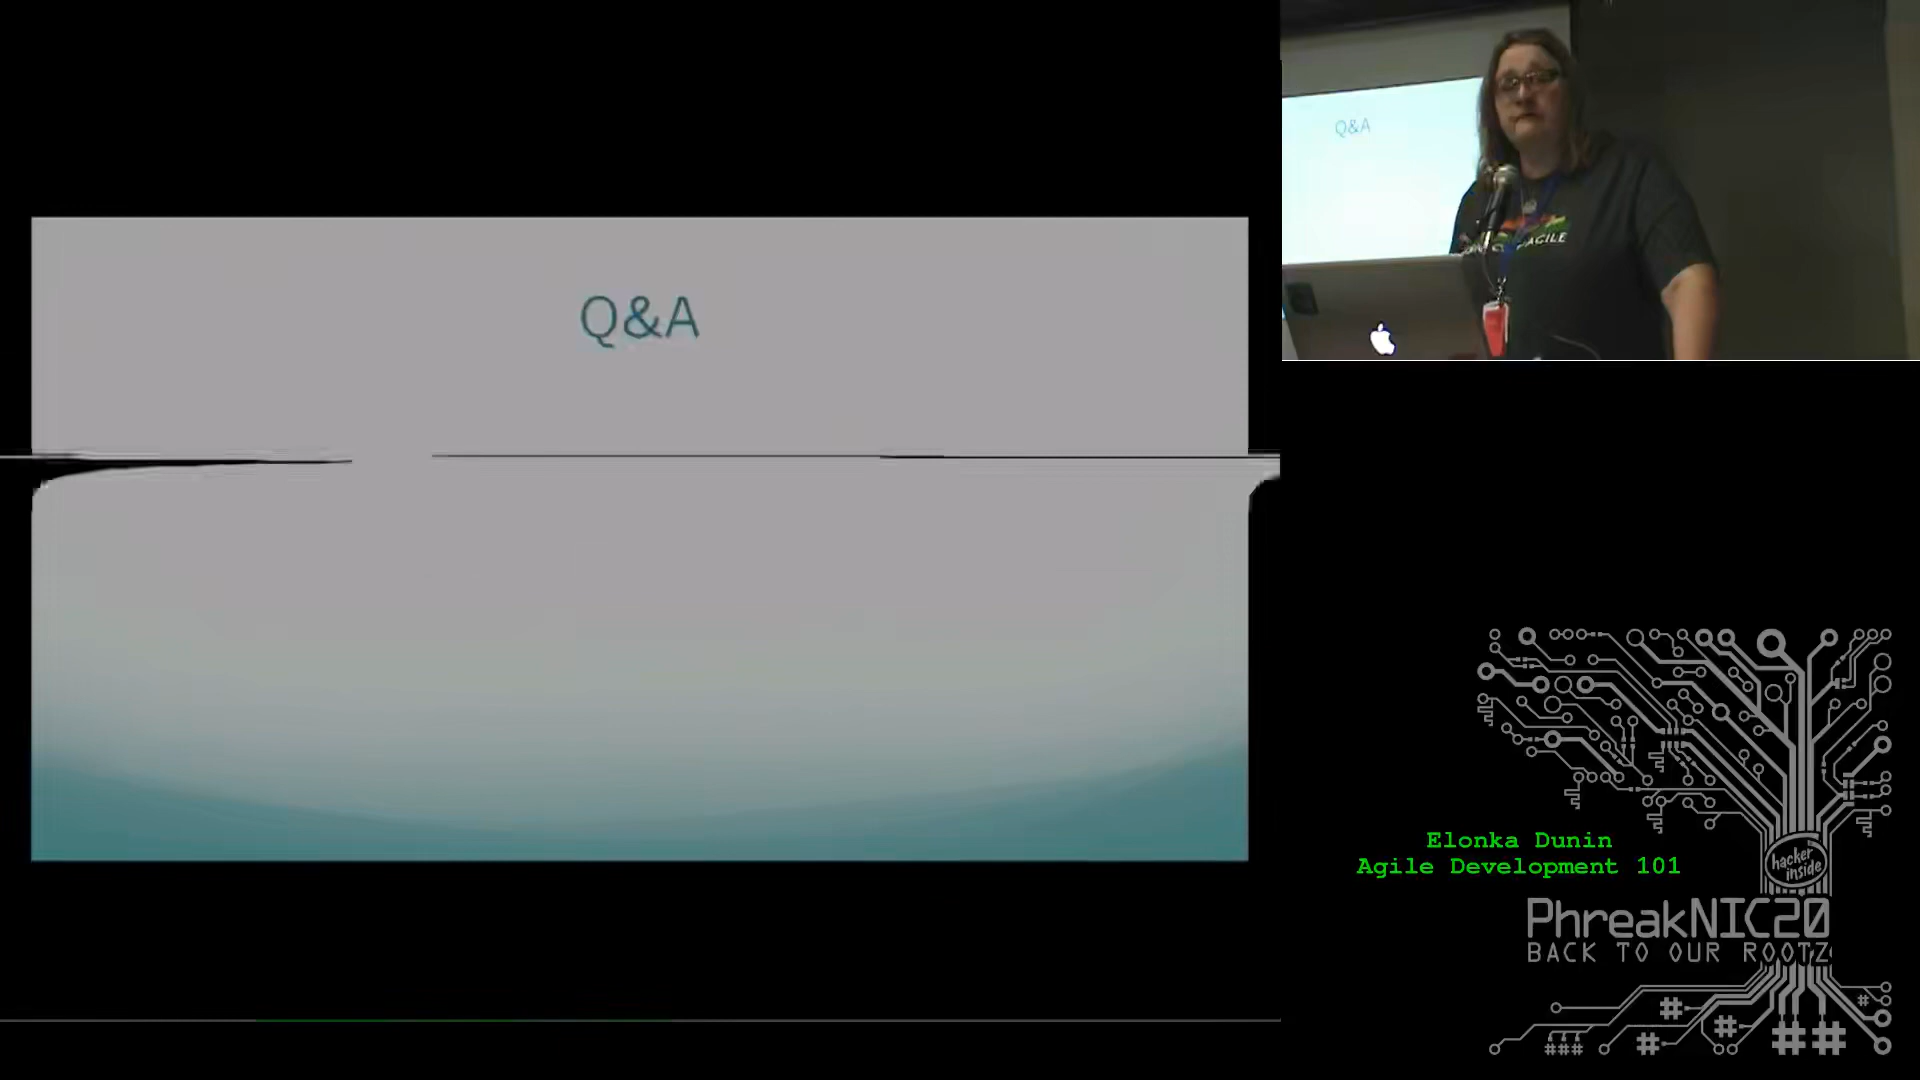 Q&A
Q&A
AGILE
Elonka Dunin
Agile Development 101
hacker
inside
PhreakNIC20
BACK TO OUR ROOTZ
# # # # #
###